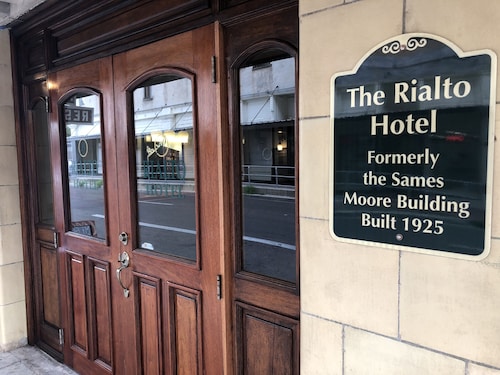 The Rialto
Hotel
Formerly
the Sames
Moore Building
Built 1925